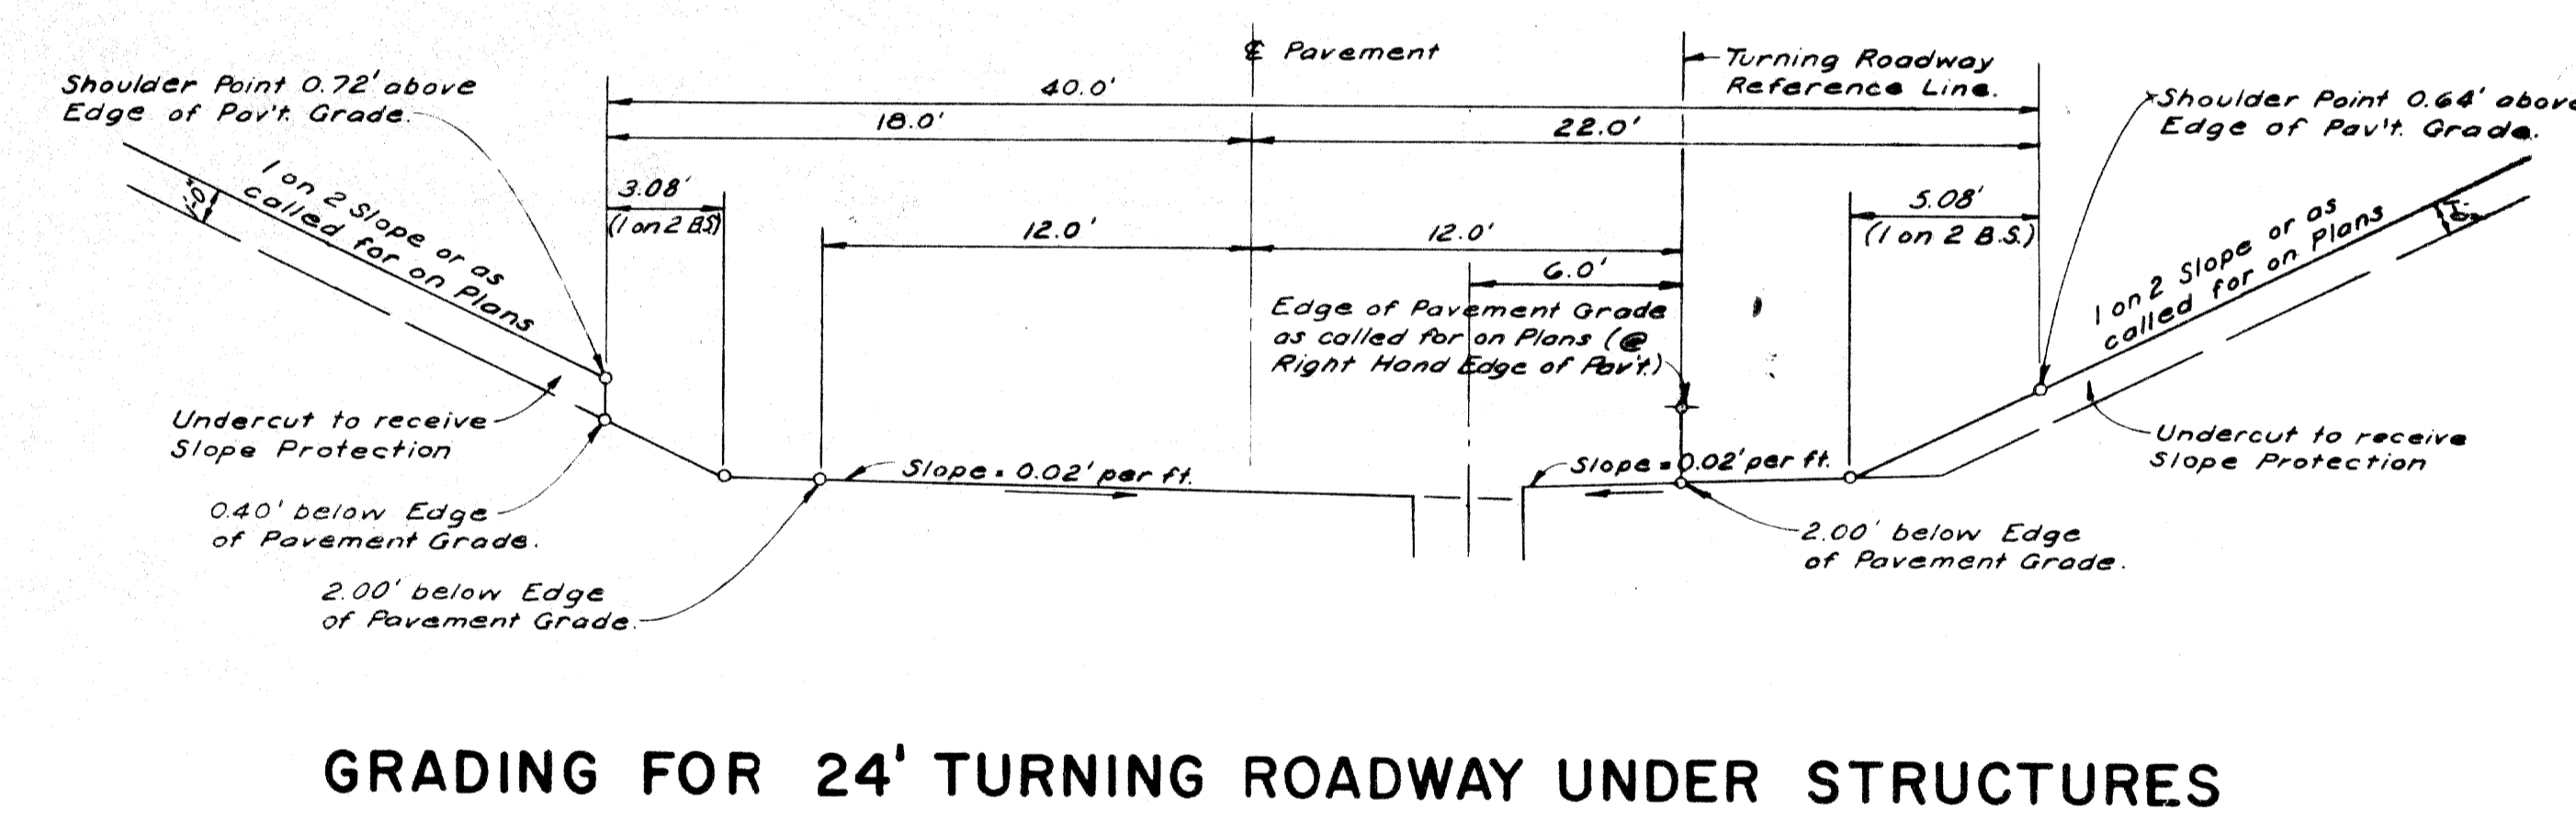 ℄ Pavement
Turning Roadway
Reference Line.
Shoulder Point 0.72' above
Edge of Pav't. Grade.
40.0'
Shoulder Point 0.64' above
Edge of Pav't. Grade.
18.0'
22.0'
1 on 2 Slope or as
called for on Plans
3.08'
(1 on 2 B.S)
5.08'
(1 on 2 B.S.)
12.0'
12.0'
6.0'
1 on 2 Slope or as
called for on Plans
Edge of Pavement Grade
as called for on Plans (@
Right Hand Edge of Pav't.)
Undercut to receive
Slope Protection
Undercut to receive
Slope Protection
Slope = 0.02' per ft.
Slope = 0.02' per ft.
0.40' below Edge
of Pavement Grade.
2.00' below Edge
of Pavement Grade.
2.00' below Edge
of Pavement Grade.
GRADING FOR 24' TURNING ROADWAY UNDER STRUCTURES